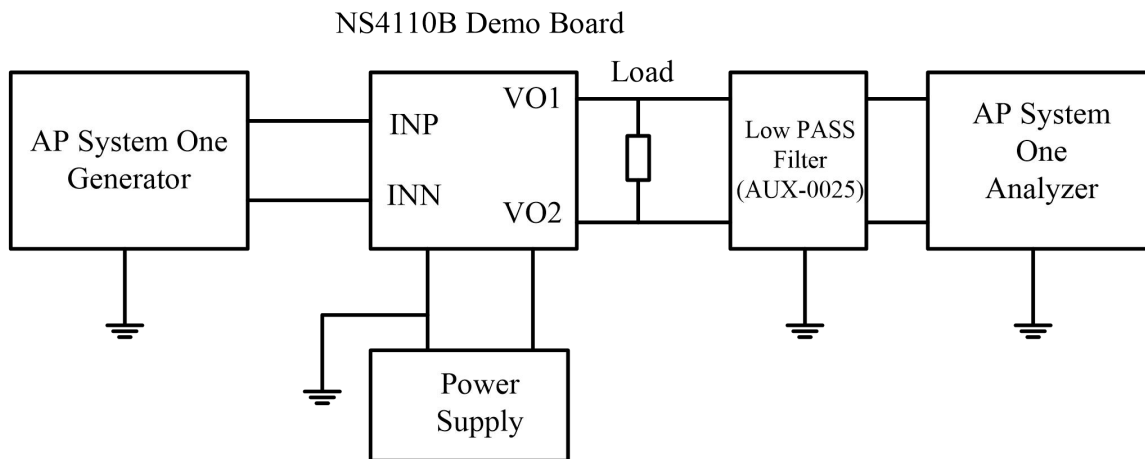 NS4110B Demo Board
AP System One
Generator
INP
INN
VO1
VO2
Load
Low PASS
Filter
(AUX-0025)
AP System
One
Analyzer
Power
Supply